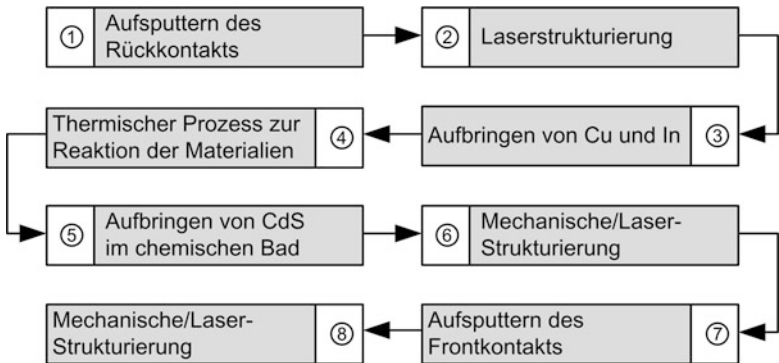 ① Aufsputtern des
Rückkontakts
② Laserstrukturierung
Aufbringen von Cu und In ③
Thermischer Prozess zur
Reaktion der Materialien ④
⑤ Aufbringen von CdS
im chemischen Bad
⑥ Mechanische/Laser-
Strukturierung
Aufsputtern des
Frontkontakts ⑦
Mechanische/Laser-
Strukturierung ⑧